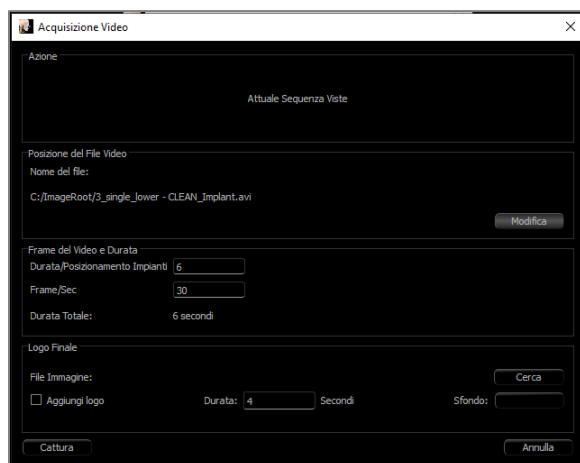 Acquisizione Video
Azione
Attuale Sequenza Viste
Posizione del File Video
Nome del file:
C:/ImageRoot/3_single_lower - CLEAN_Implant.avi
Modifica
Frame del Video e Durata
Durata/Posizionamento Impianti 6
Frame/Sec 30
Durata Totale: 6 secondi
Logo Finale
File Immagine: Cerca
Aggiungi logo Durata: 4 Secondi Sfondo:
Cattura Annulla